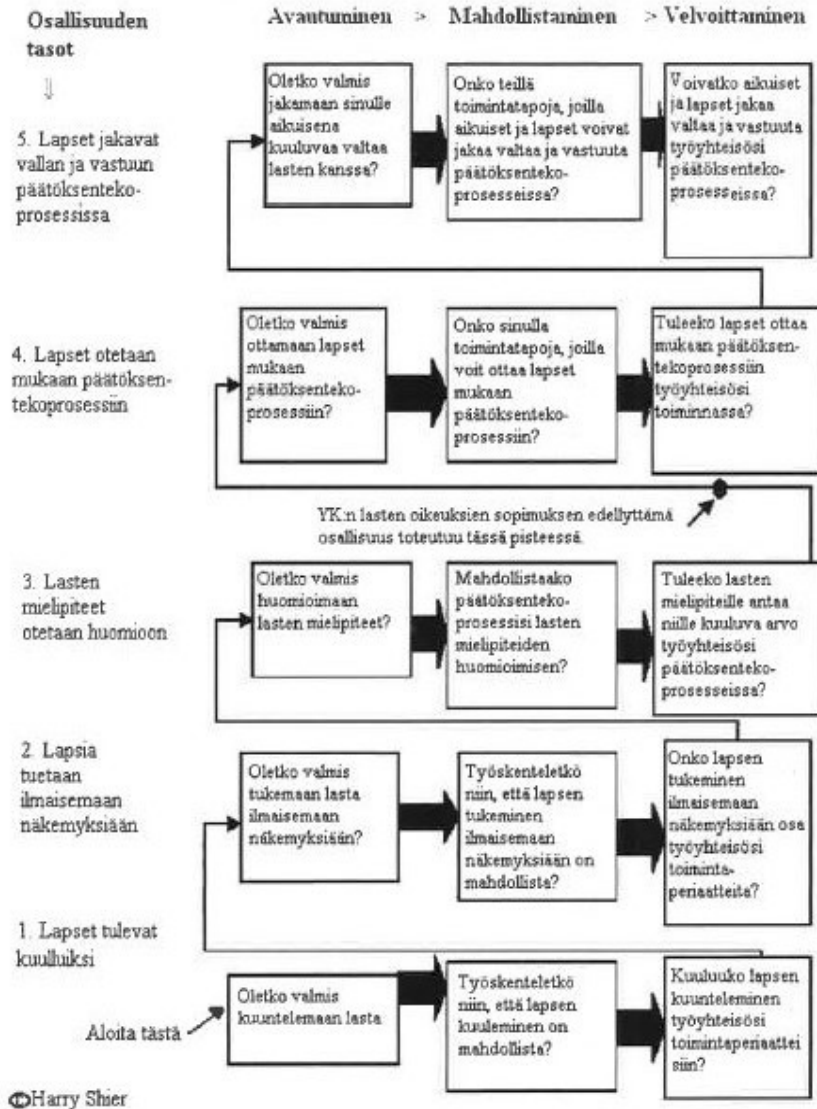 Osallisuuden
tasot
Avautuminen > Mahdollistaminen > Velvoittaminen
5. Lapset jakavat
vallan ja vastuun
päätöksenteko-
prosessissa
Oletko valmis
jakamaan sinulle
aikuisena
kuuluvaa valtaa
lasten kanssa?
Onko teillä
toimintatapoja, joilla
aikuiset ja lapset voivat
jakaa valtaa ja vastuuta
päätöksenteko-
prosesseissa?
Voivatko aikuiset
ja lapset jakaa
valtaa ja vastuuta
työyhteisösi
päätöksenteko-
prosesseissa?
4. Lapset otetaan
mukaan päätöksen-
tekoprosessiin
Oletko valmis
ottamaan lapset
mukaan
päätöksenteko-
prosessiin?
Onko sinulla
toimintatapoja, joilla
voit ottaa lapset
mukaan
päätöksenteko-
prosessiin?
Tuleeko lapset ottaa
mukaan päätöksen-
tekoprosessiin
työyhteisösi
toiminnassa?
YK:n lasten oikeuksien sopimuksen edellyttämä
osallisuus toteutuu tässä pisteessä
3. Lasten
mielipiteet
otetaan huomioon
Oletko valmis
huomioimaan
lasten mielipiteet?
Mahdollistaako
päätöksenteko-
prosessisi lasten
mielipiteiden
huomioimisen?
Tuleeko lasten
mielipiteille antaa
niille kuuluva arvo
työyhteisösi
päätöksenteko-
prosesseissa?
2. Lapsia
tuetaan
ilmaisemaan
näkemyksiään
Oletko valmis
tukemaan lasta
ilmaisemaan
näkemyksiään?
Työskenteletkö
niin, että lapsen
tukeminen
ilmaisemaan
näkemyksiään on
mahdollista?
Onko lapsen
tukeminen
ilmaisemaan
näkemyksiään osa
työyhteisösi
toiminta-
periaatteita?
1. Lapset tulevat
kuulluiksi
Aloita tästä
Oletko valmis
kuuntelemaan lasta
Työskenteletkö
niin, että lapsen
kuuleminen on
mahdollista?
Kuuluuko lapsen
kuunteleminen
työyhteisösi
toimintaperiaattei
siin?
©Harry Shier